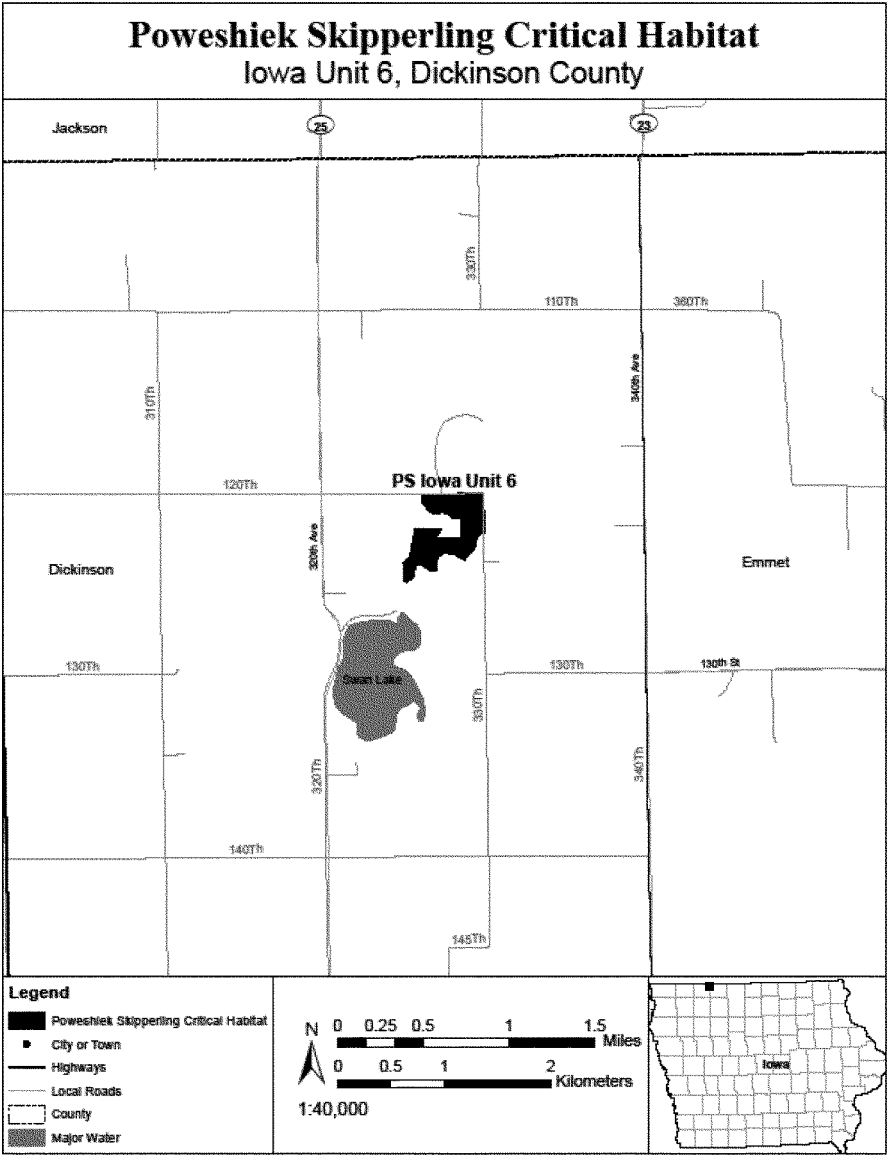 Poweshiek Skipperling Critical Habitat
Iowa Unit 6, Dickinson County
Jackson
25
23
330Th
110Th
360Th
310Th
340th Ave
120Th
PS Iowa Unit 6
320th Ave
Dickinson
Emmet
130Th
Swan Lake
130Th
130th St
330Th
320Th
340Th
140Th
145Th
Legend
Poweshiek Skipperling Critical Habitat
City or Town
Highways
Local Roads
County
Major Water
N
0 0.25 0.5 1 1.5
Miles
0 0.5 1 2
Kilometers
1:40,000
Iowa